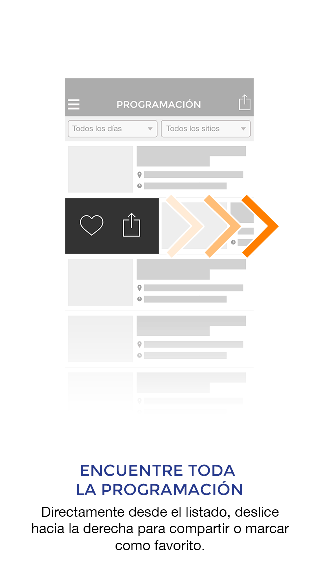 PROGRAMACIÓN
Todos los días
Todos los sitios
ENCUENTRE TODA
LA PROGRAMACIÓN
Directamente desde el listado, deslice
hacia la derecha para compartir o marcar
como favorito.